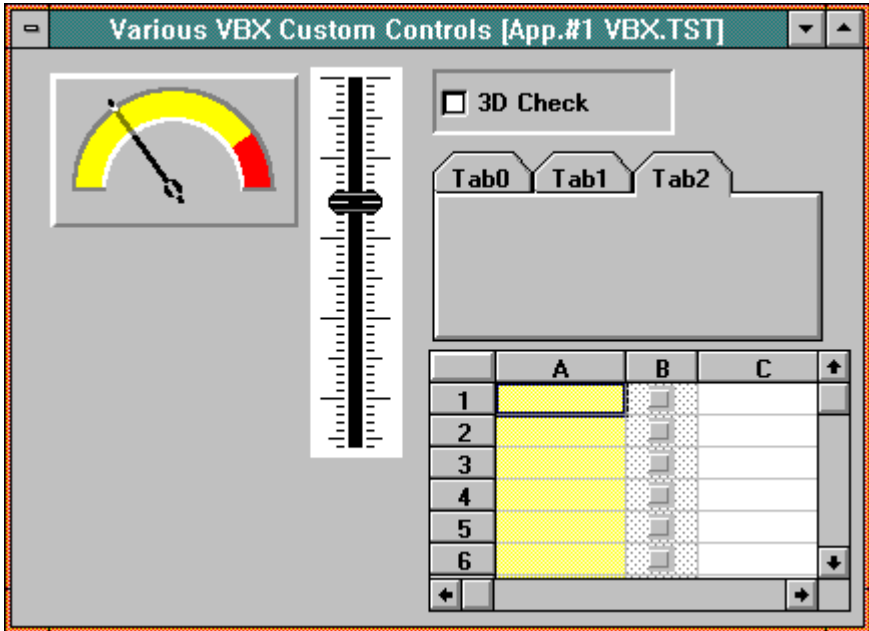 Various VBX Custom Controls [App.#1 VBX.TST]
3D Check
Tab0 Tab1 Tab2
A B C
1
2
3
4
5
6